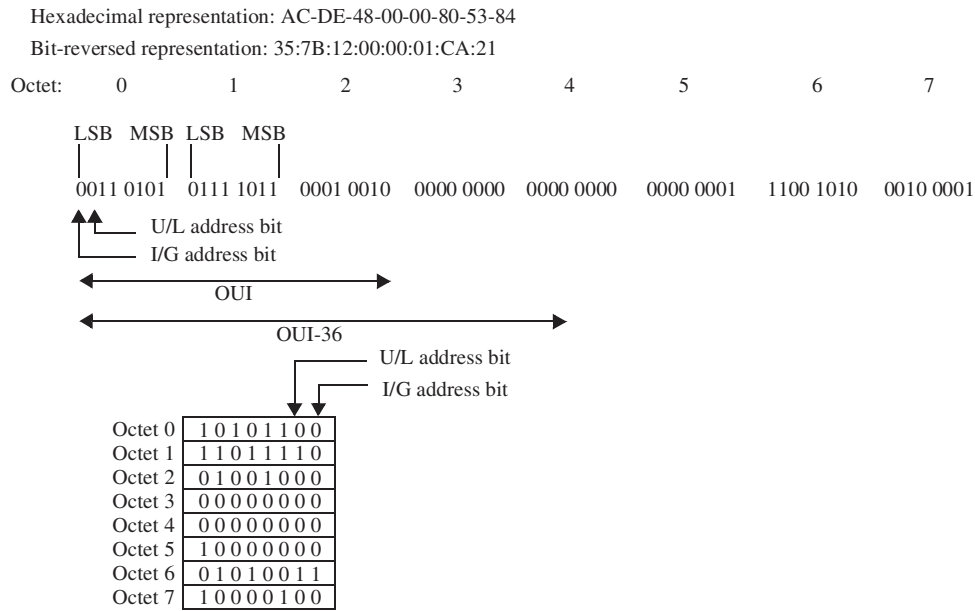 Hexadecimal representation: AC-DE-48-00-00-80-53-84
Bit-reversed representation: 35:7B:12:00:00:01:CA:21
Octet: 0 1 2 3 4 5 6 7
LSB MSB LSB MSB
0011 0101 0111 1011 0001 0010 0000 0000 0000 0000 0000 0001 1100 1010 0010 0001
U/L address bit
I/G address bit
OUI
OUI-36
U/L address bit
I/G address bit
Octet 0 1 0 1 0 1 1 0 0
Octet 1 1 1 0 1 1 1 1 0
Octet 2 0 1 0 0 1 0 0 0
Octet 3 0 0 0 0 0 0 0 0
Octet 4 0 0 0 0 0 0 0 0
Octet 5 1 0 0 0 0 0 0 0
Octet 6 0 1 0 1 0 0 1 1
Octet 7 1 0 0 0 0 1 0 0